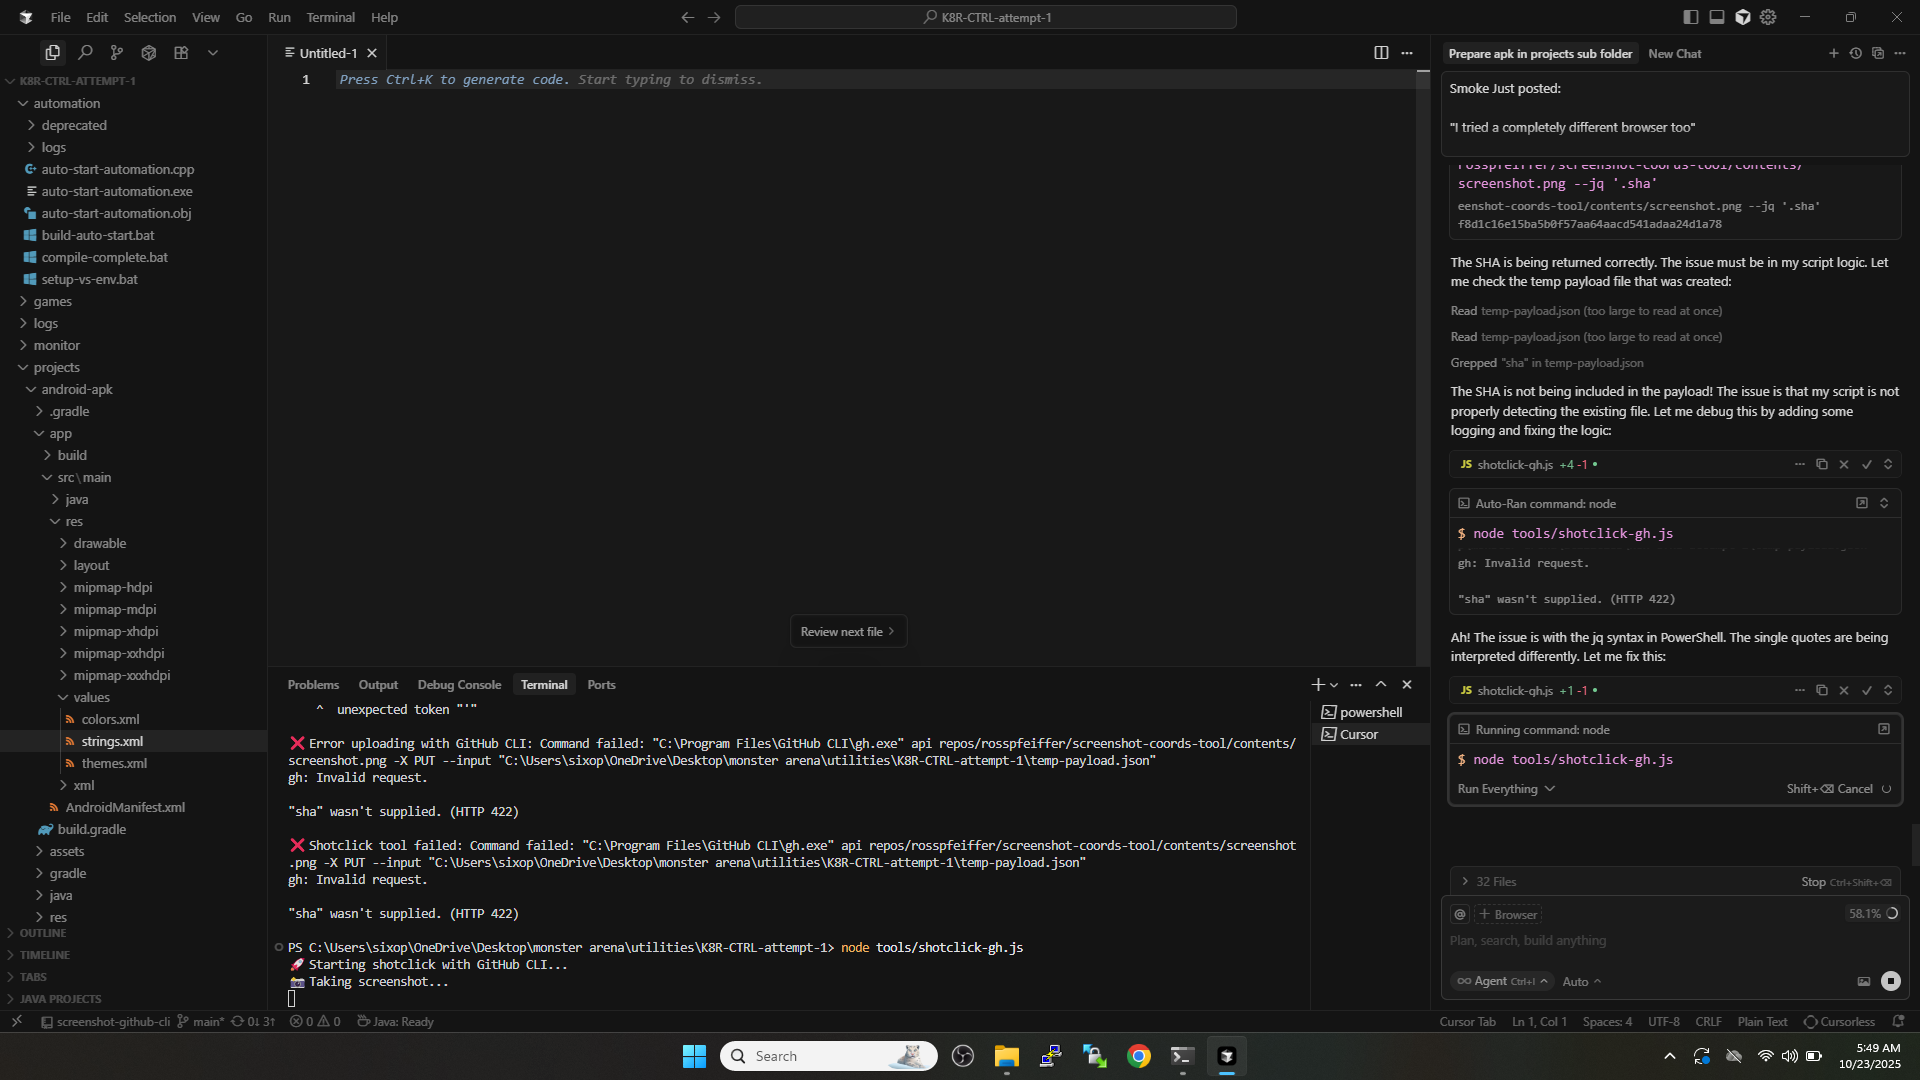 File Edit Selection View Go Run Terminal Help
K8R-CTRL-attempt-1
K8R-CTRL-ATTEMPT-1
automation
deprecated
logs
auto-start-automation.cpp
auto-start-automation.exe
auto-start-automation.obj
build-auto-start.bat
compile-complete.bat
setup-vs-env.bat
games
logs
monitor
projects
android-apk
.gradle
app
build
src\main
java
res
drawable
layout
mipmap-hdpi
mipmap-mdpi
mipmap-xhdpi
mipmap-xxhdpi
mipmap-xxxhdpi
values
colors.xml
strings.xml
themes.xml
xml
AndroidManifest.xml
build.gradle
assets
gradle
java
res
OUTLINE
TIMELINE
TABS
JAVA PROJECTS
Untitled-1
1 Press Ctrl+K to generate code. Start typing to dismiss.
Review next file
Problems Output Debug Console Terminal Ports
^ unexpected token "'"
❌ Error uploading with GitHub CLI: Command failed: "C:\Program Files\GitHub CLI\gh.exe" api repos/rosspfeiffer/screenshot-coords-tool/contents/
screenshot.png -X PUT --input "C:\Users\sixop\OneDrive\Desktop\monster arena\utilities\K8R-CTRL-attempt-1\temp-payload.json"
gh: Invalid request.
"sha" wasn't supplied. (HTTP 422)
❌ Shotclick tool failed: Command failed: "C:\Program Files\GitHub CLI\gh.exe" api repos/rosspfeiffer/screenshot-coords-tool/contents/screenshot
.png -X PUT --input "C:\Users\sixop\OneDrive\Desktop\monster arena\utilities\K8R-CTRL-attempt-1\temp-payload.json"
gh: Invalid request.
"sha" wasn't supplied. (HTTP 422)
PS C:\Users\sixop\OneDrive\Desktop\monster arena\utilities\K8R-CTRL-attempt-1> node tools/shotclick-gh.js
🚀 Starting shotclick with GitHub CLI...
📸 Taking screenshot...
powershell
Cursor
Prepare apk in projects sub folder New Chat
Smoke Just posted:
"I tried a completely different browser too"
rosspfeiffer/screenshot-coords-tool/contents/
screenshot.png --jq '.sha'
eenshot-coords-tool/contents/screenshot.png --jq '.sha'
f8d1c16e15ba5b0f57aa64aacd541adaa24d1a78
The SHA is being returned correctly. The issue must be in my script logic. Let
me check the temp payload file that was created:
Read temp-payload.json (too large to read at once)
Read temp-payload.json (too large to read at once)
Grepped "sha" in temp-payload.json
The SHA is not being included in the payload! The issue is that my script is not
properly detecting the existing file. Let me debug this by adding some
logging and fixing the logic:
JS shotclick-gh.js +4 -1
Auto-Ran command: node
$ node tools/shotclick-gh.js
gh: Invalid request.
"sha" wasn't supplied. (HTTP 422)
Ah! The issue is with the jq syntax in PowerShell. The single quotes are being
interpreted differently. Let me fix this:
JS shotclick-gh.js +1 -1
Running command: node
$ node tools/shotclick-gh.js
Run Everything Shift+⌫ Cancel
32 Files Stop Ctrl+Shift+⌫
@ + Browser 58.1%
Plan, search, build anything
Agent Ctrl+I Auto
screenshot-github-cli main* 0↓ 3↑ 0 0 Java: Ready
Cursor Tab Ln 1, Col 1 Spaces: 4 UTF-8 CRLF Plain Text Cursorless
Search
5:49 AM
10/23/2025